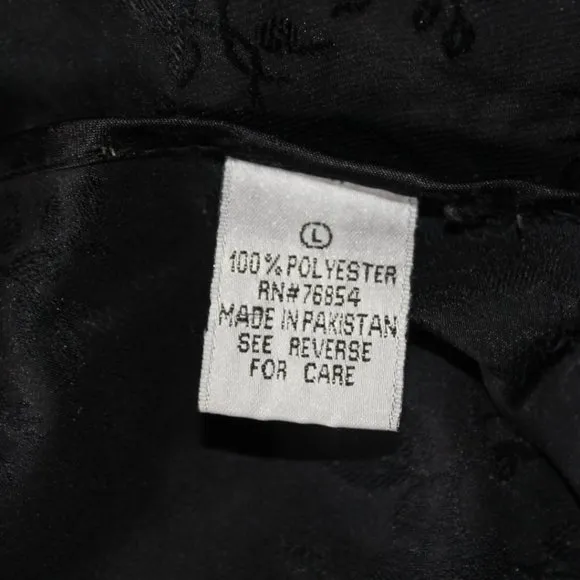 L
100% POLYESTER
RN#76854
MADE IN PAKISTAN
SEE REVERSE
FOR CARE